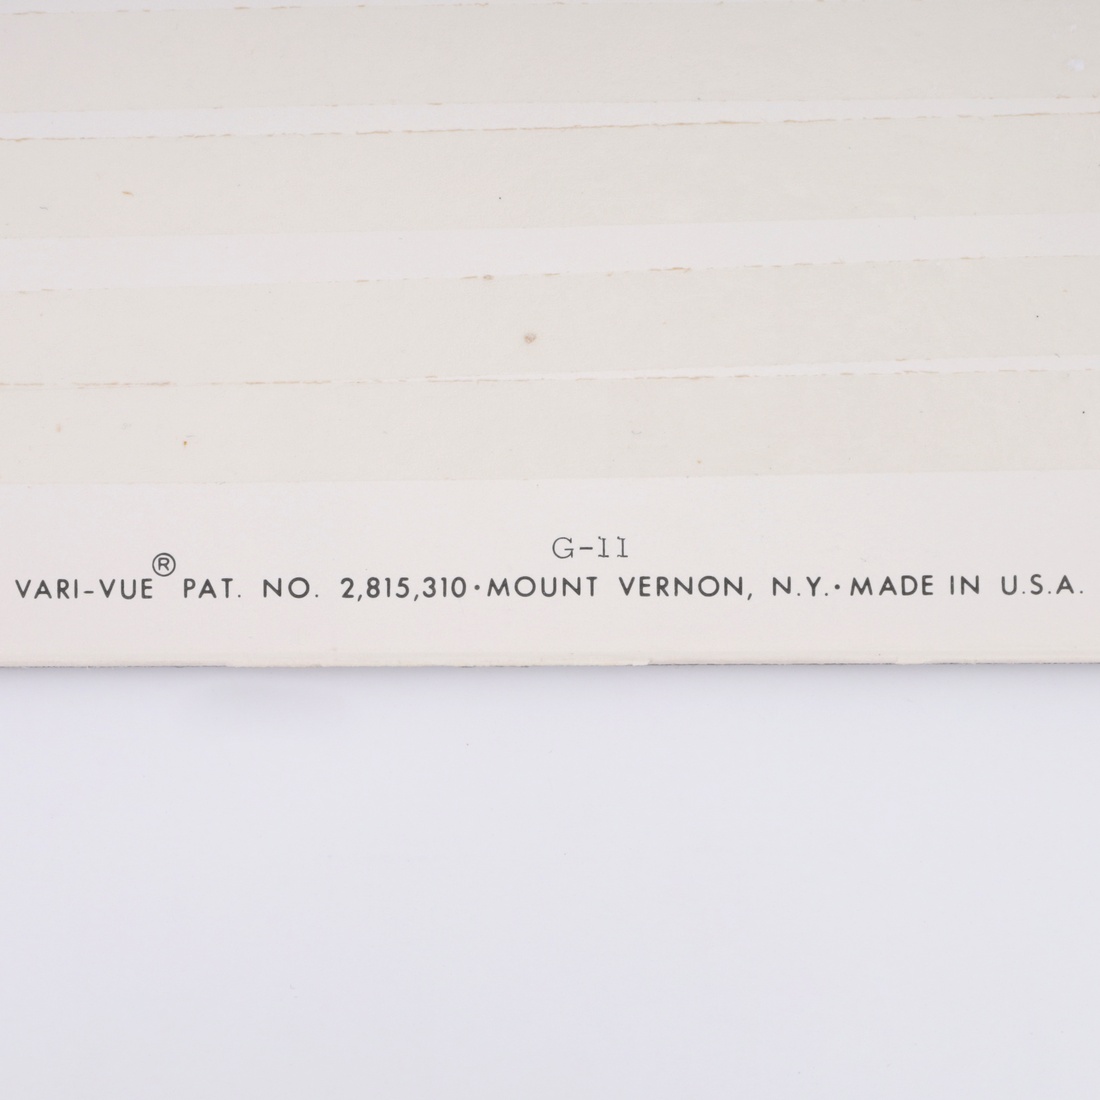 G-11
VARI-VUE® PAT. NO. 2,815,310·MOUNT VERNON, N.Y.·MADE IN U.S.A.